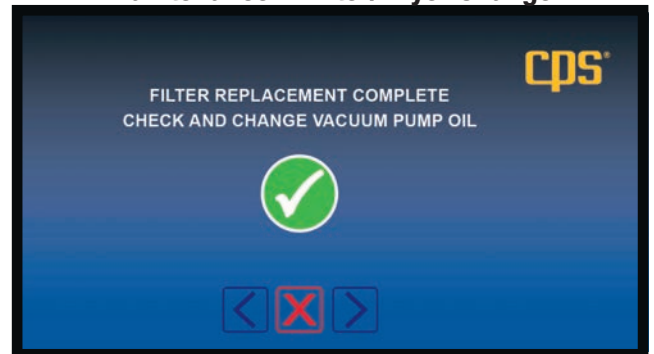 cps®
FILTER REPLACEMENT COMPLETE
CHECK AND CHANGE VACUUM PUMP OIL